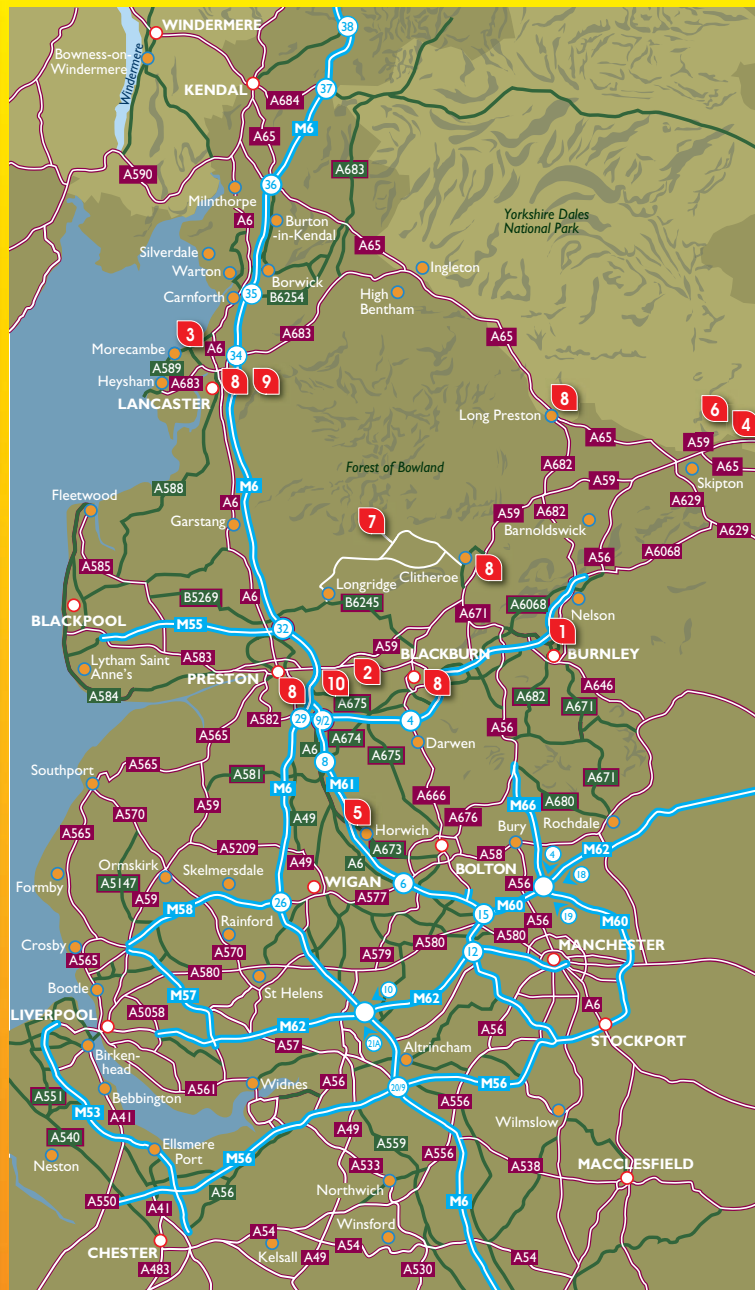 WINDERMERE
38
Bowness-on-
Windermere
Windermere
KENDAL
A684
37
A65
M6
A590
A683
36
Milnthorpe
A6
Burton
-in-Kendal
Yorkshire Dales
National Park
A65
Silverdale
Warton
Borwick
Ingleton
Carnforth
35
B6254
High
Bentham
3
A683
A65
Morecambe
A6
34
A589
Heysham
A683
8
9
LANCASTER
8
6
Long Preston
4
A65
A59
Forest of Bowland
A682
A65
Skipton
A59
A588
M6
A629
Fleetwood
A6
A59
A682
Garstang
7
Barnoldswick
A629
A6068
A56
A585
Clitheroe
8
B5269
A6
Longridge
B6245
A6068
Nelson
BLACKPOOL
A671
M55
32
1
A59
A583
BLACKBURN
BURNLEY
Lytham Saint
Anne's
PRESTON
2
8
10
8
A646
A584
A675
A682
A671
A582
29
9/2
4
A565
A674
A56
A6
A675
Darwen
8
Southport
A565
A581
M6
M61
A671
A666
M66
A680
A59
A570
A49
5
A676
Rochdale
A565
Horwich
Bury
M62
A5209
A673
A58
4
Ormskirk
A49
A6
BOLTON
Formby
Skelmersdale
A56
18
A5147
WIGAN
6
A59
A577
M60
M58
26
15
A56
19
M60
Rainford
A580
Crosby
A570
A580
A565
A579
12
MANCHESTER
A580
Bootle
M57
St Helens
10
M62
A6
LIVERPOOL
A5058
M62
A56
STOCKPORT
A57
21A
Altrincham
Birken-
head
A56
A551
Bebbington
A561
Widnes
20/9
M56
M53
A41
A556
Wilmslow
A49
A540
Ellsmere
Port
M56
A559
A556
Neston
A538
A533
MACCLESFIELD
Northwich
A56
A550
M6
A41
Winsford
A54
CHESTER
Kelsall
A54
A54
A49
A483
A530